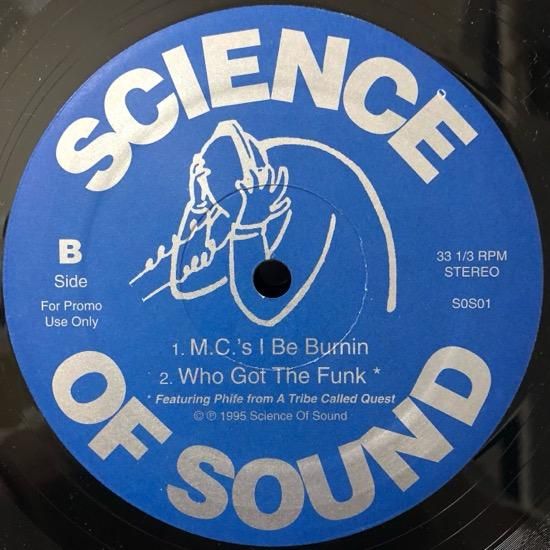 SCIENCE
B
Side
For Promo
Use Only
33 1/3 RPM
STEREO
S0S01
1. M.C.'s I Be Burnin
2. Who Got The Funk *
* Featuring Phife from A Tribe Called Quest
© ℗ 1995 Science Of Sound
OF SOUND